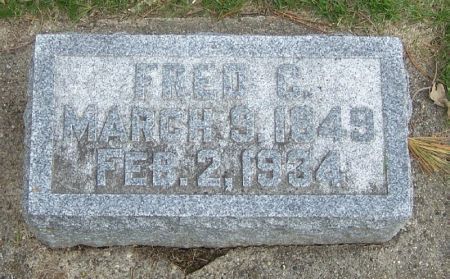 FRED C.
MARCH 9, 1849
FEB. 2, 1934